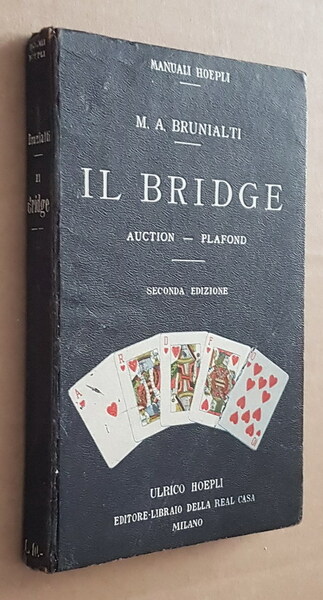 MANUALI HOEPLI
M. A. BRUNIALTI
IL BRIDGE
AUCTION — PLAFOND
SECONDA EDIZIONE
A
R
D
F
ULRICO HOEPLI
EDITORE-LIBRAIO DELLA REAL CASA
MILANO
Brunialti
Il
Bridge
L. 10.-